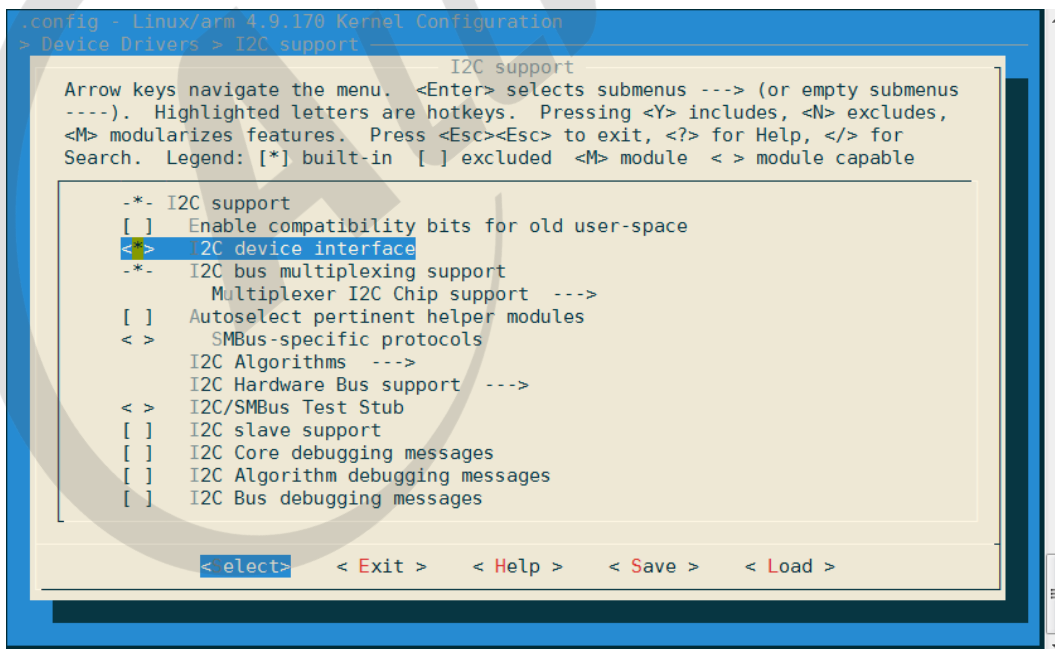 .config - Linux/arm 4.9.170 Kernel Configuration
> Device Drivers > I2C support
I2C support
Arrow keys navigate the menu. <Enter> selects submenus ---> (or empty submenus
----). Highlighted letters are hotkeys. Pressing <Y> includes, <N> excludes,
<M> modularizes features. Press <Esc><Esc> to exit, <?> for Help, </> for
Search. Legend: [*] built-in [ ] excluded <M> module < > module capable
-*- I2C support
[ ] Enable compatibility bits for old user-space
<*> I2C device interface
-*- I2C bus multiplexing support
Multiplexer I2C Chip support --->
[ ] Autoselect pertinent helper modules
< > SMBus-specific protocols
I2C Algorithms --->
I2C Hardware Bus support --->
< > I2C/SMBus Test Stub
[ ] I2C slave support
[ ] I2C Core debugging messages
[ ] I2C Algorithm debugging messages
[ ] I2C Bus debugging messages
< elect> < Exit > < Help > < Save > < Load >